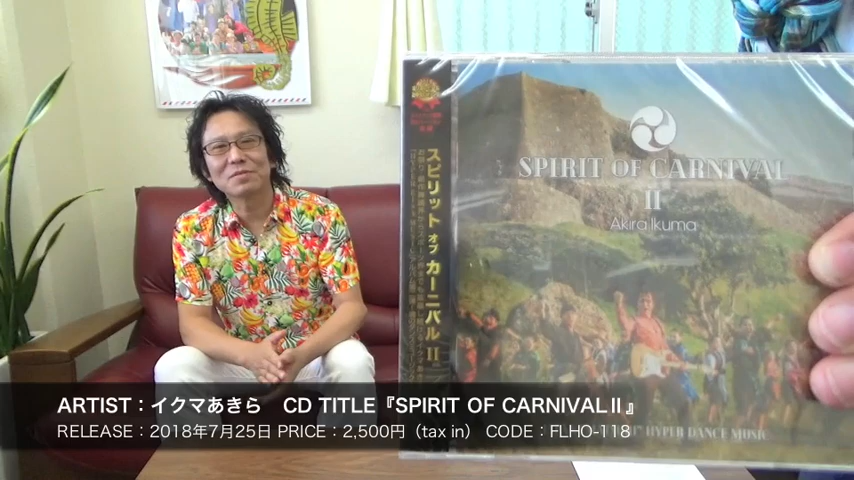 SPIRIT OF CARNIVAL
II
Akira Ikuma
スピリット オブ カーニバル II
HYPER DANCE MUSIC
ARTIST：イクマあきら　CD TITLE『SPIRIT OF CARNIVALⅡ』
RELEASE：2018年7月25日 PRICE：2,500円（tax in） CODE：FLHO-118